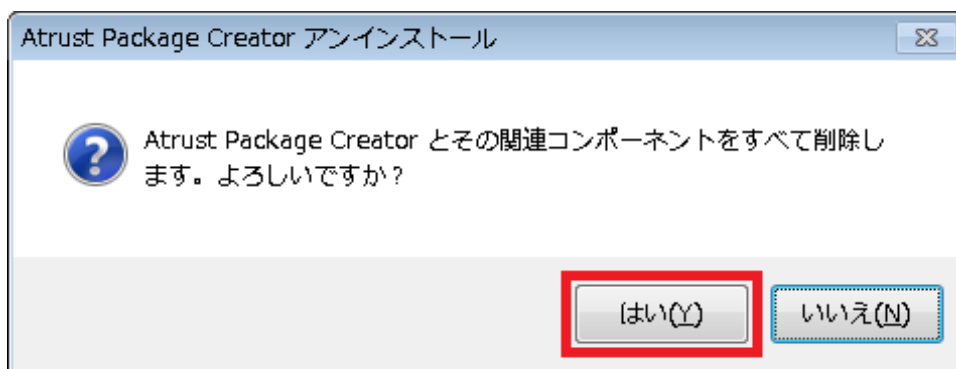 Atrust Package Creator アンインストール
Atrust Package Creator とその関連コンポーネントをすべて削除し
ます。よろしいですか?
はい(Y) いいえ(N)